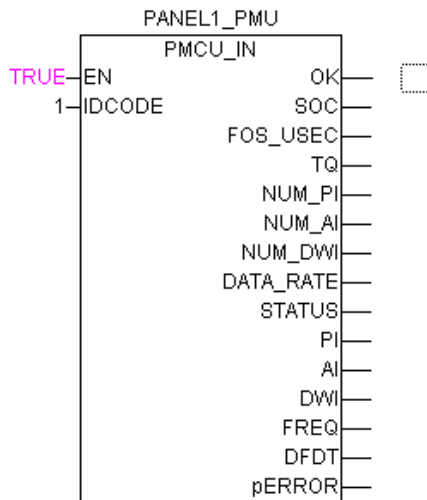 PANEL1_PMU
PMCU_IN
TRUE EN OK
1 IDCODE SOC
FOS_USEC
TQ
NUM_PI
NUM_AI
NUM_DWI
DATA_RATE
STATUS
PI
AI
DWI
FREQ
DFDT
pERROR